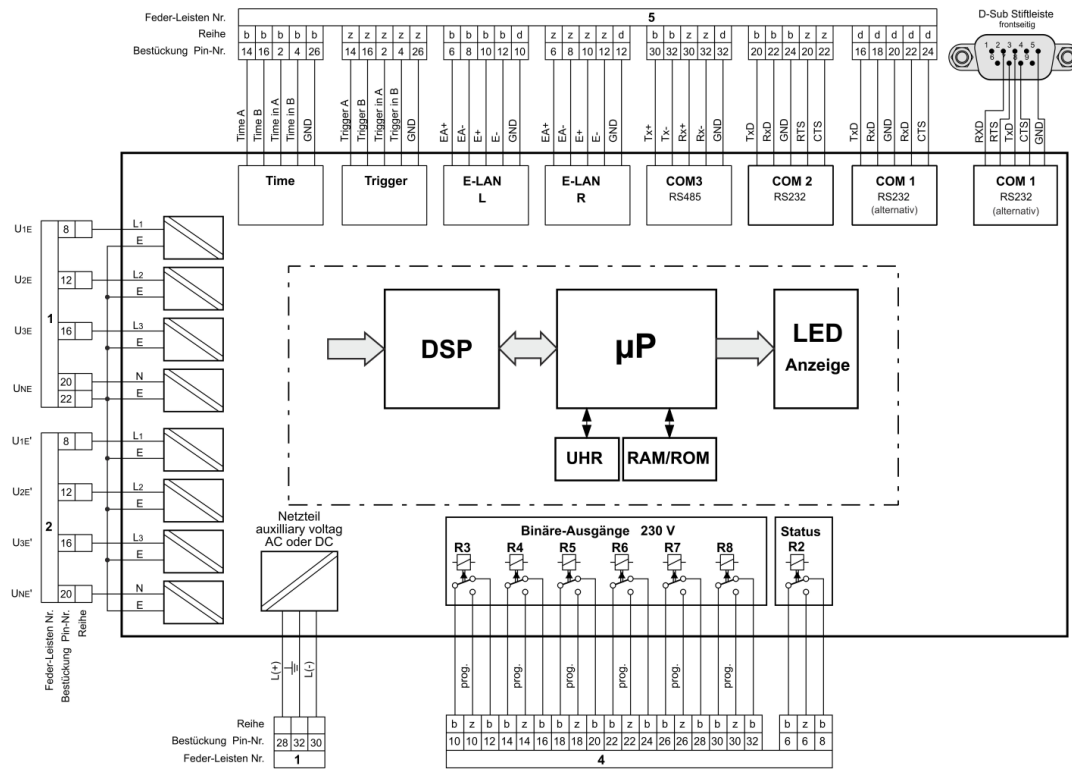 Feder-Leisten Nr. 5
Reihe b b b b b z z z z z b b b b d z z z z d b b z z d b b b z z d d d d d
Bestückung Pin-Nr. 14 16 2 4 26 14 16 2 4 26 6 8 10 12 10 6 8 10 12 12 30 32 30 32 32 20 22 24 20 22 16 18 20 22 24
D-Sub Stiftleiste
frontseitig
1 2 3 4 5
6 8 9
Time A Time B Time in A Time in B GND
Trigger A Trigger B Trigger in A Trigger in B GND
EA+ EA- E+ E- GND
EA+ EA- E+ E- GND
Tx+ Tx- Rx+ Rx- GND
TxD RxD GND RTS CTS
TxD RxD GND RxD CTS
RXD RTS TxD CTS GND
Time
Trigger
E-LAN
L
E-LAN
R
COM3
RS485
COM 2
RS232
COM 1
RS232
(alternativ)
COM 1
RS232
(alternativ)
U1E 8 L1
E
U2E 12 L2
E
1
U3E 16 L3
E
UNE 20 N
22 E
U1E' 8 L1
E
U2E' 12 L2
E
2
U3E' 16 L3
E
UNE' 20 N
E
Feder-Leisten Nr.
Bestückung Pin-Nr.
Reihe
DSP
µP
LED
Anzeige
UHR
RAM/ROM
Netzteil
auxilliary voltag
AC oder DC
L(+) L(-)
Reihe
Bestückung Pin-Nr. 28 32 30
Feder-Leisten Nr. 1
Binäre-Ausgänge 230 V
R3 R4 R5 R6 R7 R8
Status
R2
prog. prog. prog. prog. prog. prog.
b z b b z b b z b b z b b z b b z b b z b
10 10 12 14 14 16 18 18 20 22 22 24 26 26 28 30 30 32 6 6 8
4